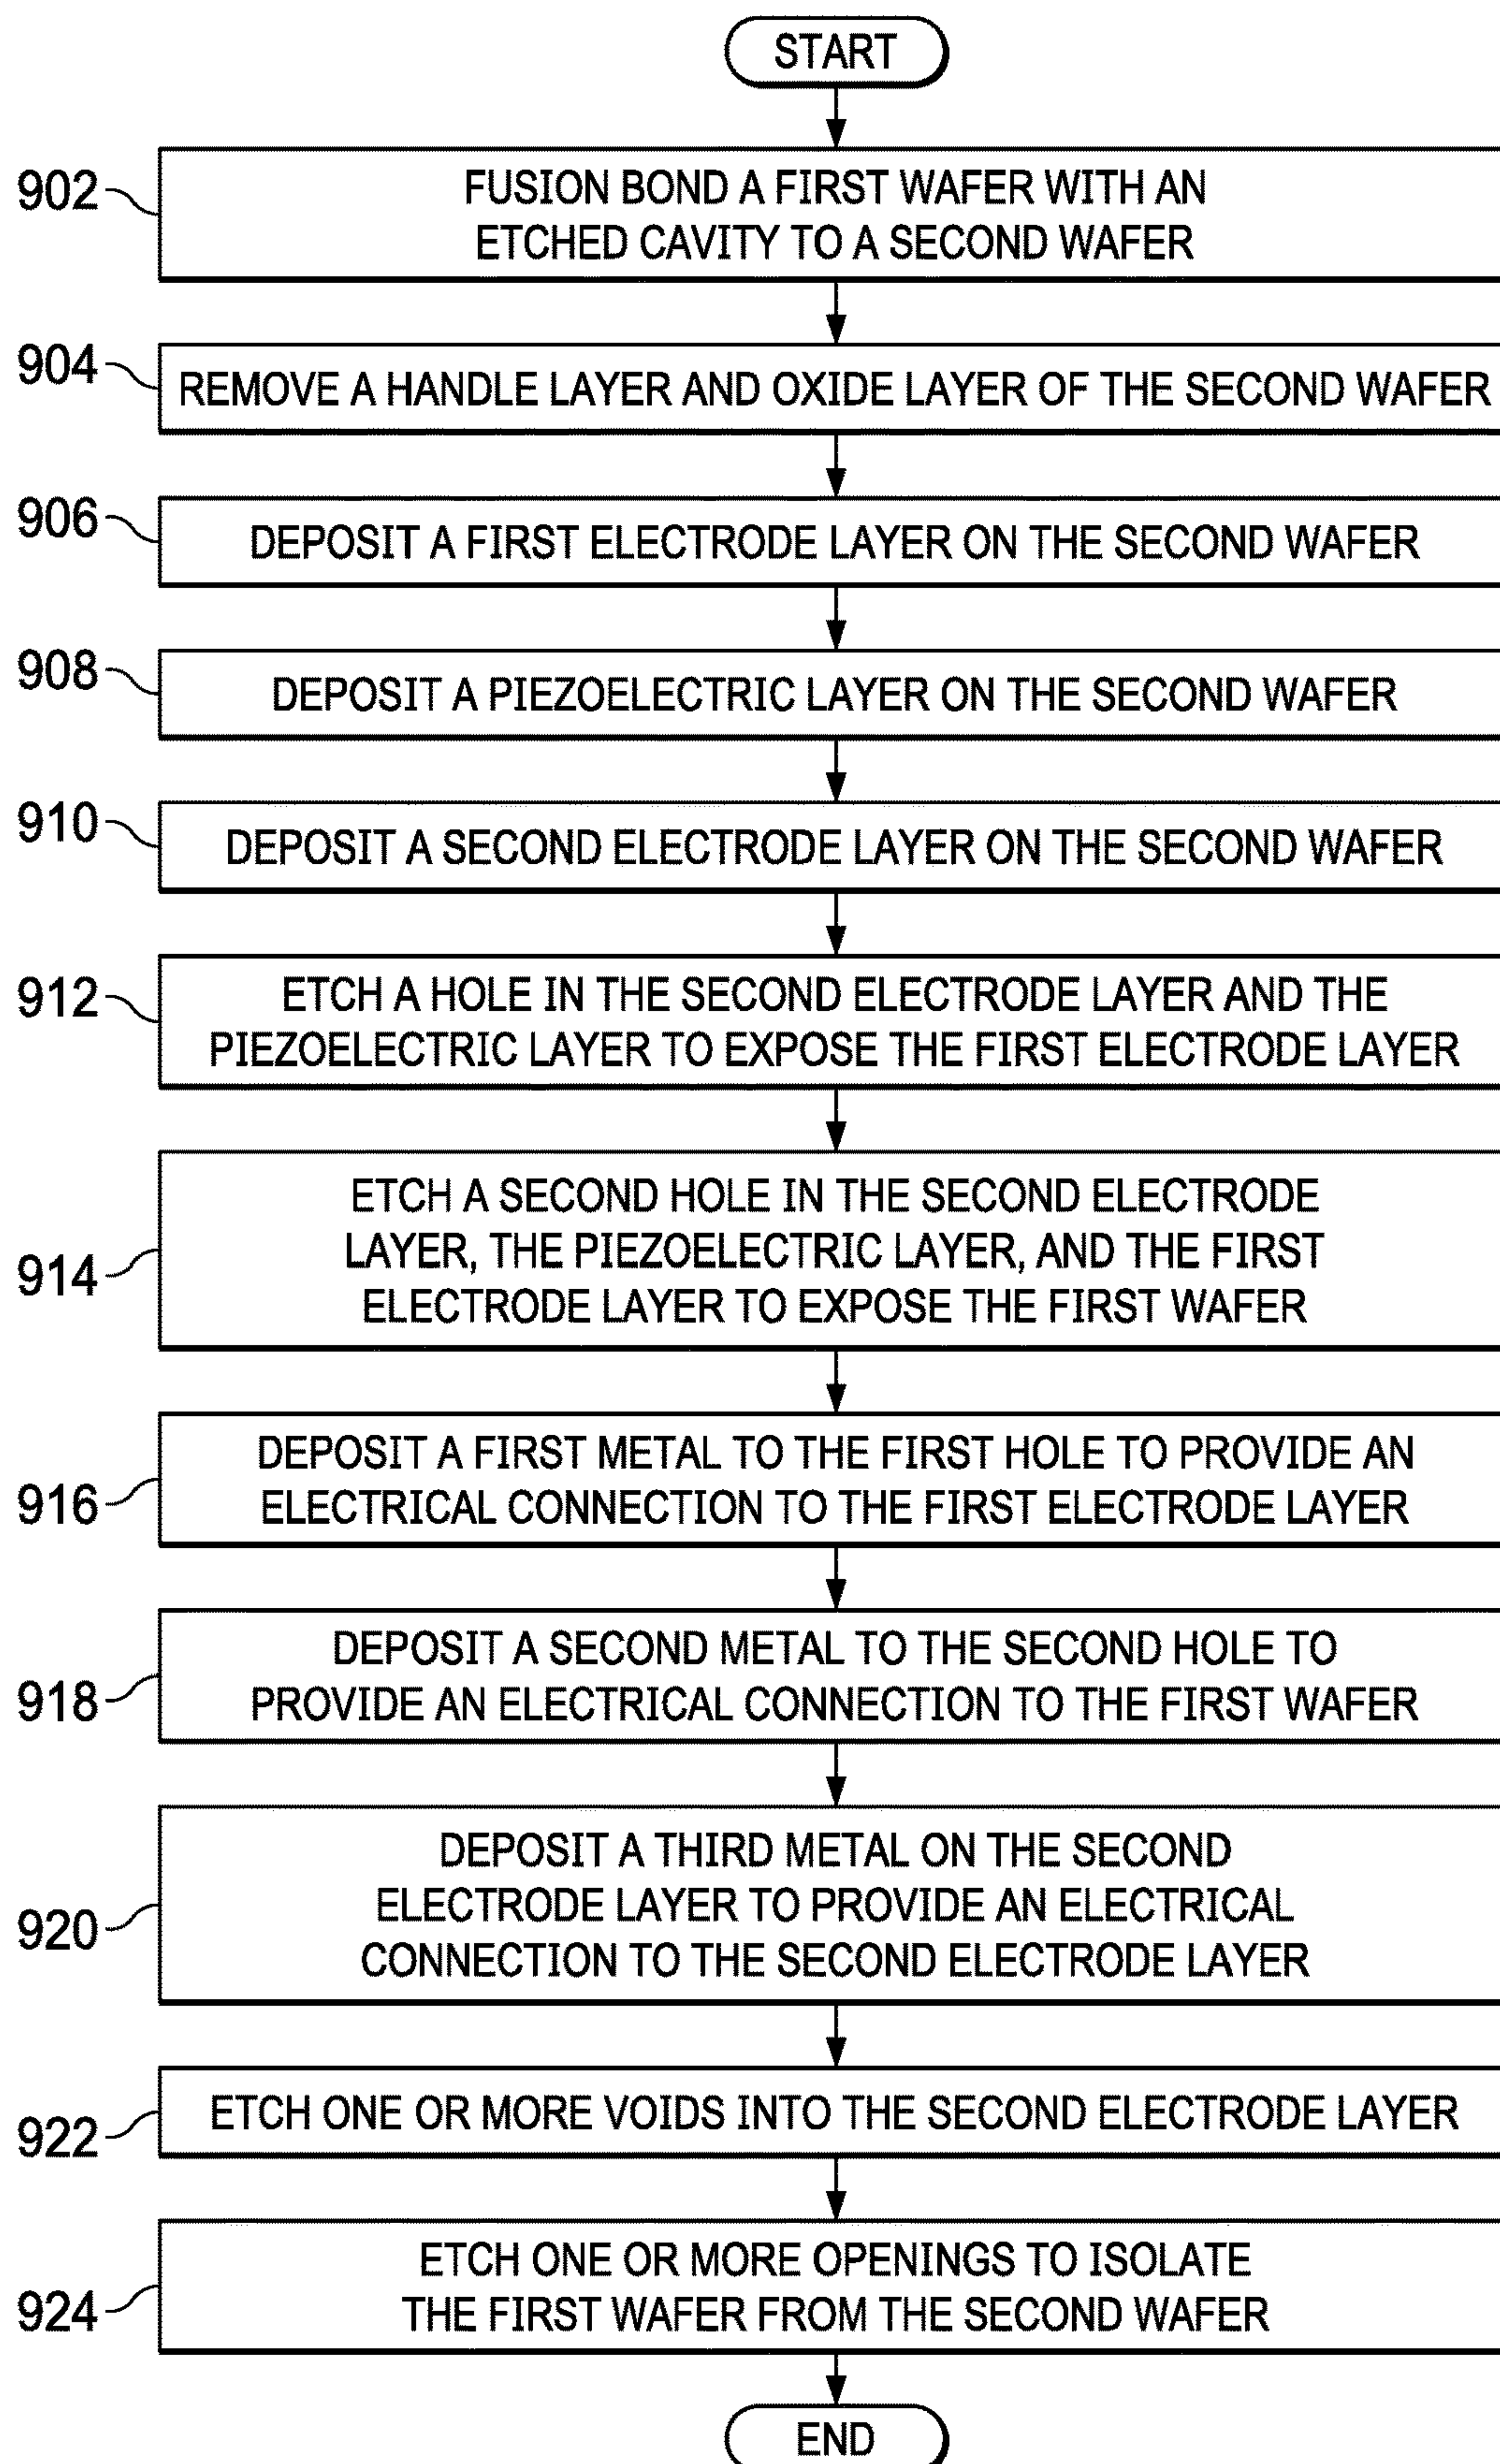 START
902
FUSION BOND A FIRST WAFER WITH AN
ETCHED CAVITY TO A SECOND WAFER
904
REMOVE A HANDLE LAYER AND OXIDE LAYER OF THE SECOND WAFER
906
DEPOSIT A FIRST ELECTRODE LAYER ON THE SECOND WAFER
908
DEPOSIT A PIEZOELECTRIC LAYER ON THE SECOND WAFER
910
DEPOSIT A SECOND ELECTRODE LAYER ON THE SECOND WAFER
912
ETCH A HOLE IN THE SECOND ELECTRODE LAYER AND THE
PIEZOELECTRIC LAYER TO EXPOSE THE FIRST ELECTRODE LAYER
914
ETCH A SECOND HOLE IN THE SECOND ELECTRODE
LAYER, THE PIEZOELECTRIC LAYER, AND THE FIRST
ELECTRODE LAYER TO EXPOSE THE FIRST WAFER
916
DEPOSIT A FIRST METAL TO THE FIRST HOLE TO PROVIDE AN
ELECTRICAL CONNECTION TO THE FIRST ELECTRODE LAYER
918
DEPOSIT A SECOND METAL TO THE SECOND HOLE TO
PROVIDE AN ELECTRICAL CONNECTION TO THE FIRST WAFER
920
DEPOSIT A THIRD METAL ON THE SECOND
ELECTRODE LAYER TO PROVIDE AN ELECTRICAL
CONNECTION TO THE SECOND ELECTRODE LAYER
922
ETCH ONE OR MORE VOIDS INTO THE SECOND ELECTRODE LAYER
924
ETCH ONE OR MORE OPENINGS TO ISOLATE
THE FIRST WAFER FROM THE SECOND WAFER
END